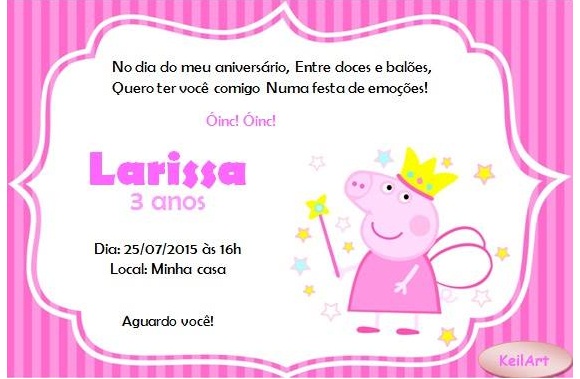 No dia do meu aniversário, Entre doces e balões,
Quero ter você comigo Numa festa de emoções!
Óinc! Óinc!
Larissa
3 anos
Dia: 25/07/2015 às 16h
Local: Minha casa
Aguardo você!
KeilArt